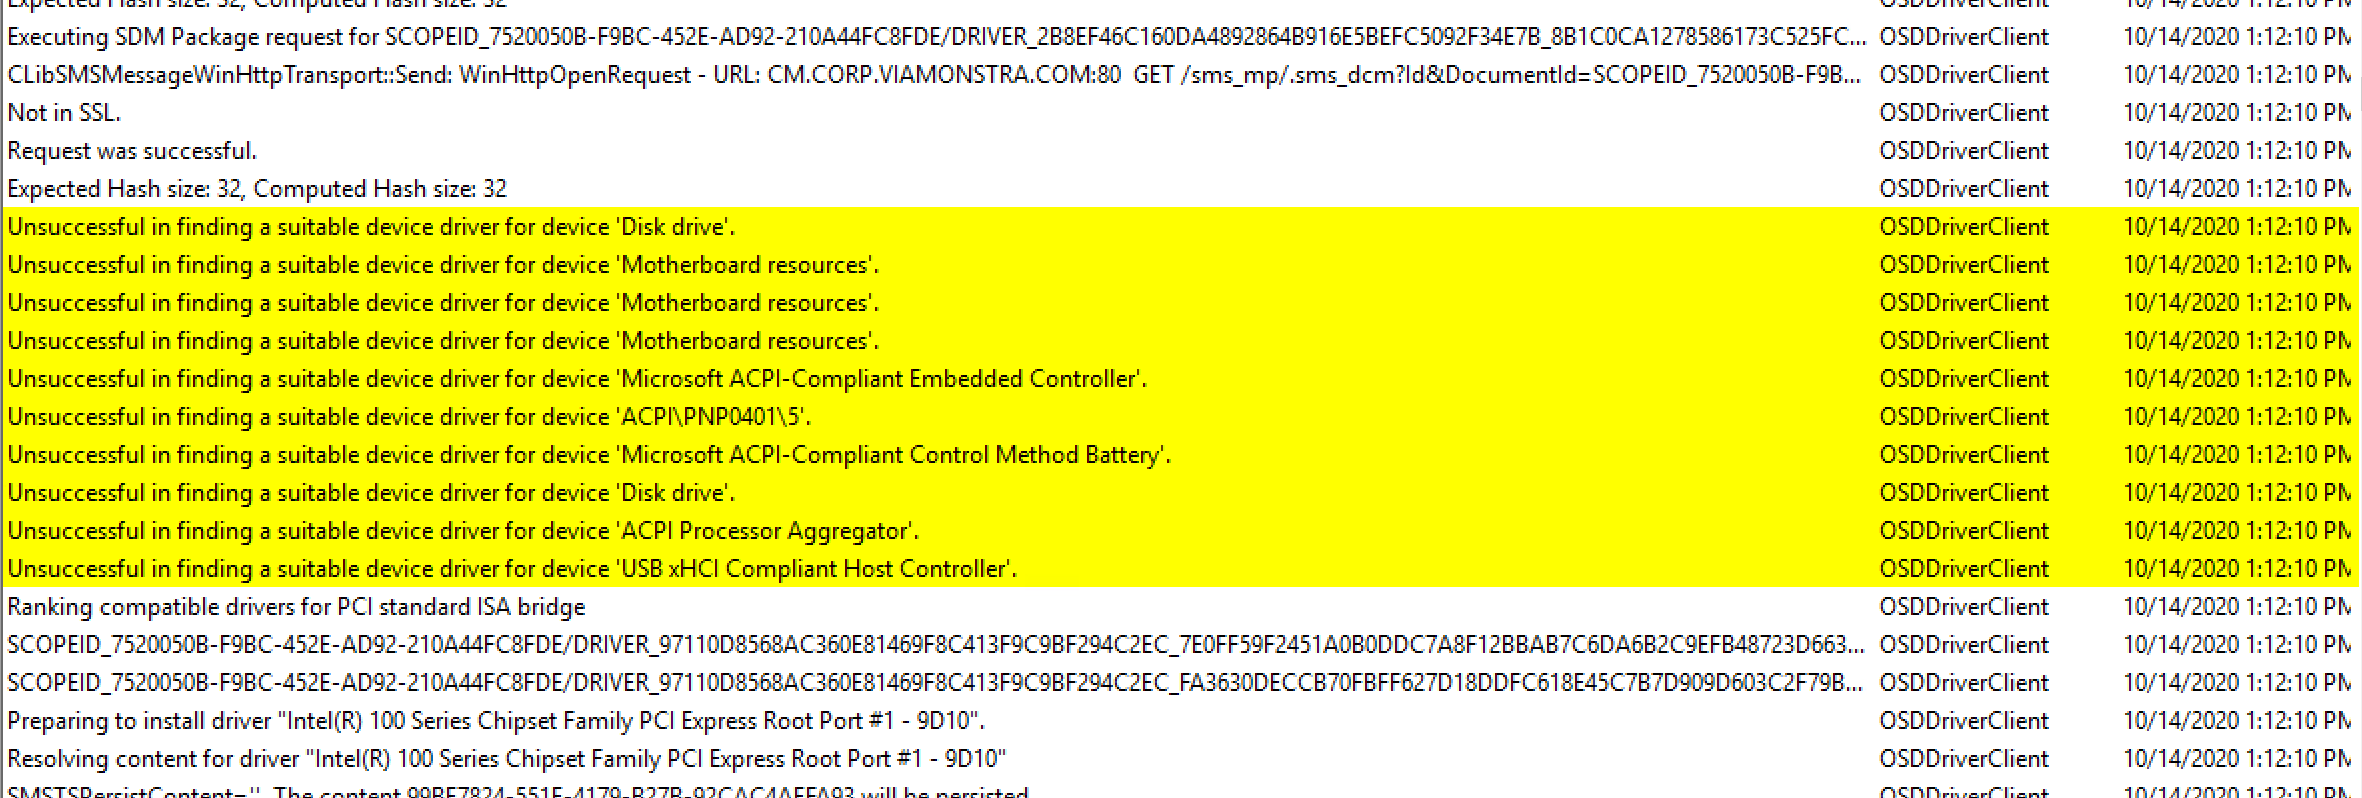 Expected Hash size: 32, Computed Hash size: 32 OSDDriverClient 10/14/2020 1:12:10 PM
Executing SDM Package request for SCOPEID_7520050B-F9BC-452E-AD92-210A44FC8FDE/DRIVER_2B8EF46C160DA4892864B916E5BEFC5092F34E7B_8B1C0CA1278586173C525FC... OSDDriverClient 10/14/2020 1:12:10 PM
CLibSMSMessageWinHttpTransport::Send: WinHttpOpenRequest - URL: CM.CORP.VIAMONSTRA.COM:80 GET /sms_mp/.sms_dcm?Id&DocumentId=SCOPEID_7520050B-F9B... OSDDriverClient 10/14/2020 1:12:10 PM
Not in SSL. OSDDriverClient 10/14/2020 1:12:10 PM
Request was successful. OSDDriverClient 10/14/2020 1:12:10 PM
Expected Hash size: 32, Computed Hash size: 32 OSDDriverClient 10/14/2020 1:12:10 PM
Unsuccessful in finding a suitable device driver for device 'Disk drive'. OSDDriverClient 10/14/2020 1:12:10 PM
Unsuccessful in finding a suitable device driver for device 'Motherboard resources'. OSDDriverClient 10/14/2020 1:12:10 PM
Unsuccessful in finding a suitable device driver for device 'Motherboard resources'. OSDDriverClient 10/14/2020 1:12:10 PM
Unsuccessful in finding a suitable device driver for device 'Motherboard resources'. OSDDriverClient 10/14/2020 1:12:10 PM
Unsuccessful in finding a suitable device driver for device 'Microsoft ACPI-Compliant Embedded Controller'. OSDDriverClient 10/14/2020 1:12:10 PM
Unsuccessful in finding a suitable device driver for device 'ACPI\PNP0401\5'. OSDDriverClient 10/14/2020 1:12:10 PM
Unsuccessful in finding a suitable device driver for device 'Microsoft ACPI-Compliant Control Method Battery'. OSDDriverClient 10/14/2020 1:12:10 PM
Unsuccessful in finding a suitable device driver for device 'Disk drive'. OSDDriverClient 10/14/2020 1:12:10 PM
Unsuccessful in finding a suitable device driver for device 'ACPI Processor Aggregator'. OSDDriverClient 10/14/2020 1:12:10 PM
Unsuccessful in finding a suitable device driver for device 'USB xHCI Compliant Host Controller'. OSDDriverClient 10/14/2020 1:12:10 PM
Ranking compatible drivers for PCI standard ISA bridge OSDDriverClient 10/14/2020 1:12:10 PM
SCOPEID_7520050B-F9BC-452E-AD92-210A44FC8FDE/DRIVER_97110D8568AC360E81469F8C413F9C9BF294C2EC_7E0FF59F2451A0B0DDC7A8F12BBAB7C6DA6B2C9EFB48723D663... OSDDriverClient 10/14/2020 1:12:10 PM
SCOPEID_7520050B-F9BC-452E-AD92-210A44FC8FDE/DRIVER_97110D8568AC360E81469F8C413F9C9BF294C2EC_FA3630DECCB70FBFF627D18DDFC618E45C7B7D909D603C2F79B... OSDDriverClient 10/14/2020 1:12:10 PM
Preparing to install driver "Intel(R) 100 Series Chipset Family PCI Express Root Port #1 - 9D10". OSDDriverClient 10/14/2020 1:12:10 PM
Resolving content for driver "Intel(R) 100 Series Chipset Family PCI Express Root Port #1 - 9D10" OSDDriverClient 10/14/2020 1:12:10 PM
The content will be persisted OSDDriverClient 10/14/2020 1:12:10 PM